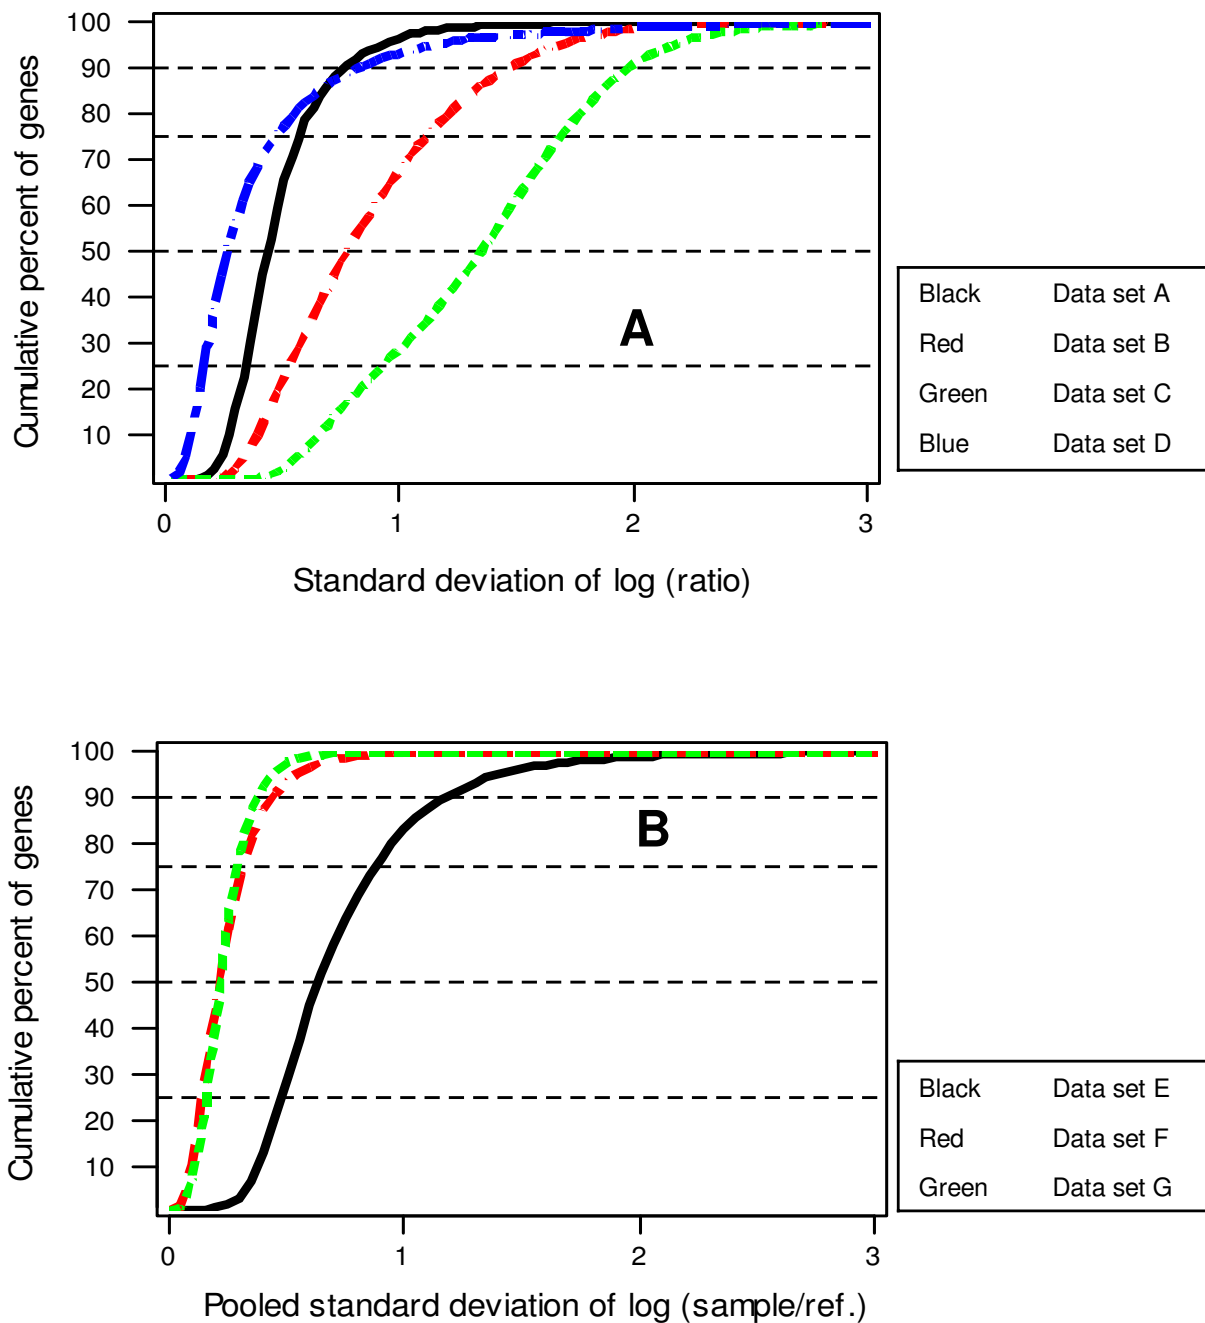 100
90
80
70
60
50
40
30
20
10
Cumulative percent of genes
A
0 1 2 3
Standard deviation of log (ratio)
Black Data set A
Red Data set B
Green Data set C
Blue Data set D
100
90
80
70
60
50
40
30
20
10
Cumulative percent of genes
B
0 1 2 3
Pooled standard deviation of log (sample/ref.)
Black Data set E
Red Data set F
Green Data set G